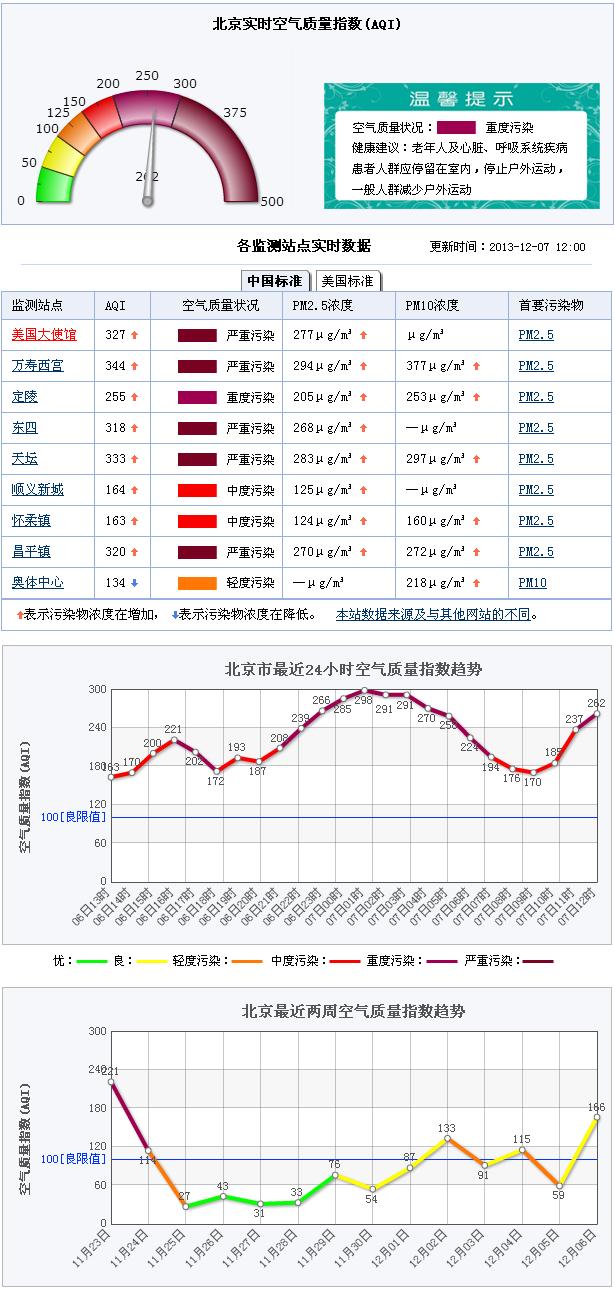 北京实时空气质量指数(AQI)
0
50
100
125
150
200
250
300
375
500
262
温馨提示
空气质量状况： 重度污染
健康建议：老年人及心脏、呼吸系统疾病
患者人群应停留在室内，停止户外运动，
一般人群减少户外运动
各监测站点实时数据 更新时间：2013-12-07 12:00
中国标准 美国标准
监测站点 AQI 空气质量状况 PM2.5浓度 PM10浓度 首要污染物
美国大使馆 327 严重污染 277μg/m³ μg/m³ PM2.5
万寿西宫 344 严重污染 294μg/m³ 377μg/m³ PM2.5
定陵 255 重度污染 205μg/m³ 253μg/m³ PM2.5
东四 318 严重污染 268μg/m³ —μg/m³ PM2.5
天坛 333 严重污染 283μg/m³ 297μg/m³ PM2.5
顺义新城 164 中度污染 125μg/m³ —μg/m³ PM2.5
怀柔镇 163 中度污染 124μg/m³ 160μg/m³ PM2.5
昌平镇 320 严重污染 270μg/m³ 272μg/m³ PM2.5
奥体中心 134 轻度污染 —μg/m³ 218μg/m³ PM10
↑表示污染物浓度在增加， ↓表示污染物浓度在降低。 本站数据来源及与其他网站的不同。
北京市最近24小时空气质量指数趋势
空气质量指数(AQI)
300
240
180
120
100[良限值]
60
0
163 170 200 221 202 172 193 187 208 239 266 285 298 291 291 270 258 224 194 176 170 185 237 262
06日13时 06日14时 06日15时 06日16时 06日17时 06日18时 06日19时 06日20时 06日21时 06日22时 06日23时 07日00时 07日01时 07日02时 07日03时 07日04时 07日05时 07日06时 07日07时 07日08时 07日09时 07日10时 07日11时 07日12时
优： 良： 轻度污染： 中度污染： 重度污染： 严重污染：
北京最近两周空气质量指数趋势
空气质量指数(AQI)
300
240
180
120
100[良限值]
60
0
221 114 27 43 31 33 76 54 87 133 91 115 59 166
11月23日 11月24日 11月25日 11月26日 11月27日 11月28日 11月29日 11月30日 12月01日 12月02日 12月03日 12月04日 12月05日 12月06日